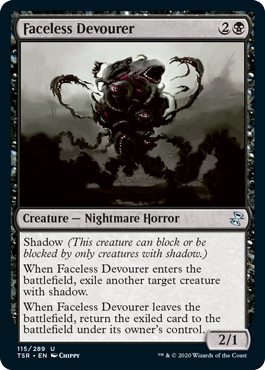 Faceless Devourer 2
Creature — Nightmare Horror
Shadow (This creature can block or be
blocked by only creatures with shadow.)
When Faceless Devourer enters the
battlefield, exile another target creature
with shadow.
When Faceless Devourer leaves the
battlefield, return the exiled card to the
battlefield under its owner's control.
2/1
115/289 U
TSR • EN CHIPPY ™ & © 2020 Wizards of the Coast